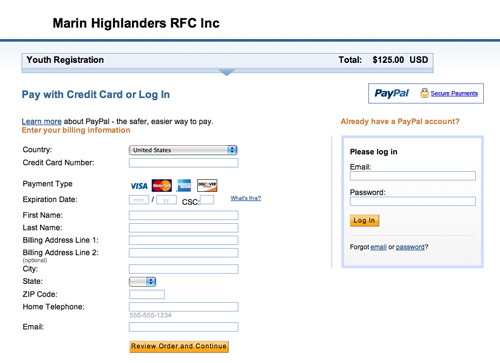 Marin Highlanders RFC Inc
Youth Registration Total: $125.00 USD
Pay with Credit Card or Log In
PayPal Secure Payments
Learn more about PayPal - the safer, easier way to pay.
Enter your billing information
Country: United States
Credit Card Number:
Payment Type VISA MasterCard AMERICAN EXPRESS DISCOVER
Expiration Date: mm / yy CSC: What's this?
First Name:
Last Name:
Billing Address Line 1:
Billing Address Line 2:
(optional)
City:
State:
ZIP Code:
Home Telephone:
555-555-1234
Email:
Review Order and Continue
Already have a PayPal account?
Please log in
Email:
Password:
Log In
Forgot email or password?